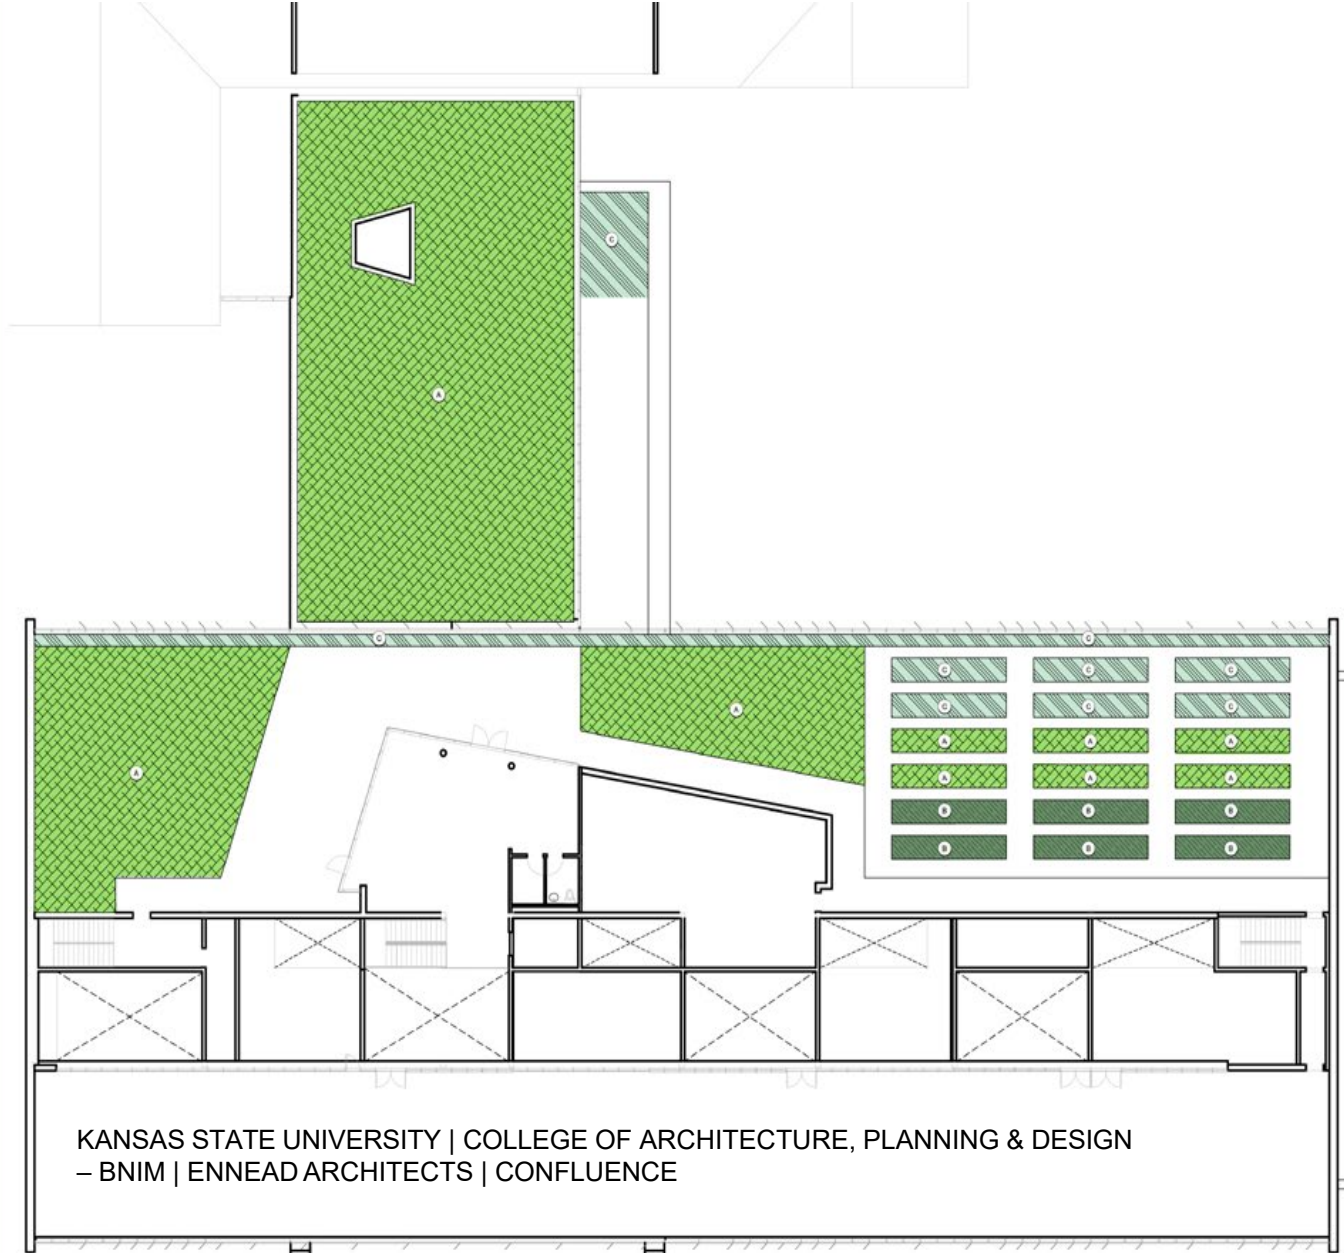 C
A
C
C
A
A
C
C
C
C
C
C
A
A
A
A
A
A
B
B
B
B
B
B
KANSAS STATE UNIVERSITY | COLLEGE OF ARCHITECTURE, PLANNING & DESIGN
– BNIM | ENNEAD ARCHITECTS | CONFLUENCE